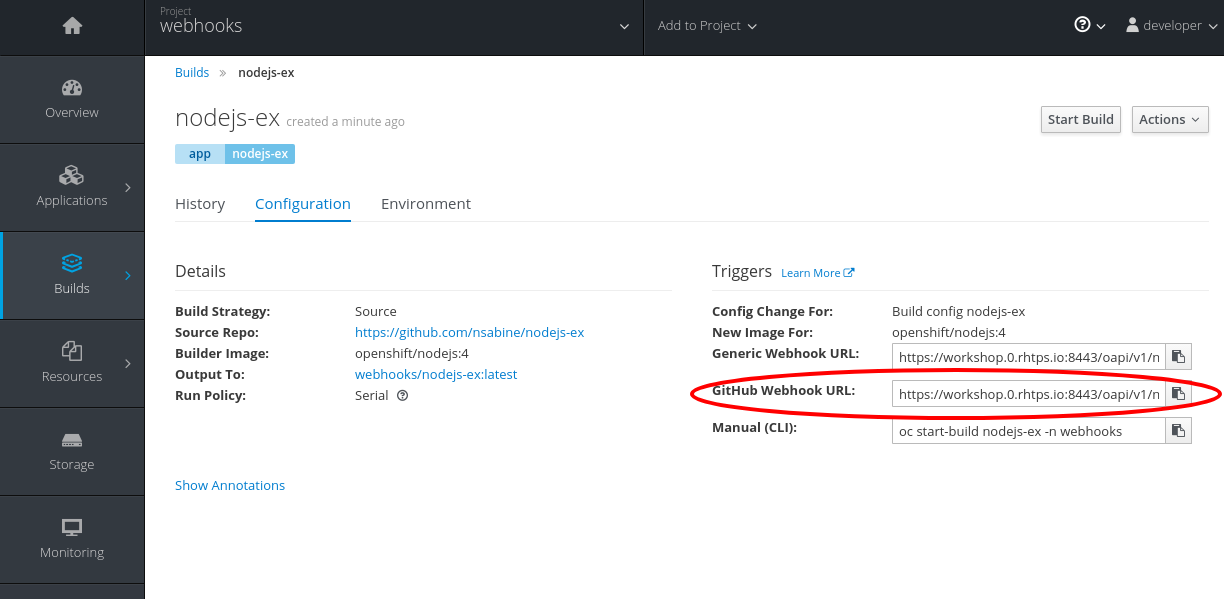 Project
webhooks
Add to Project
developer
Overview
Applications
Builds
Resources
Storage
Monitoring
Builds » nodejs-ex
nodejs-ex created a minute ago
Start Build
Actions
app nodejs-ex
History Configuration Environment
Details
Build Strategy: Source
Source Repo: https://github.com/nsabine/nodejs-ex
Builder Image: openshift/nodejs:4
Output To: webhooks/nodejs-ex:latest
Run Policy: Serial
Show Annotations
Triggers Learn More
Config Change For: Build config nodejs-ex
New Image For: openshift/nodejs:4
Generic Webhook URL: https://workshop.0.rhtps.io:8443/oapi/v1/n
GitHub Webhook URL: https://workshop.0.rhtps.io:8443/oapi/v1/n
Manual (CLI): oc start-build nodejs-ex -n webhooks